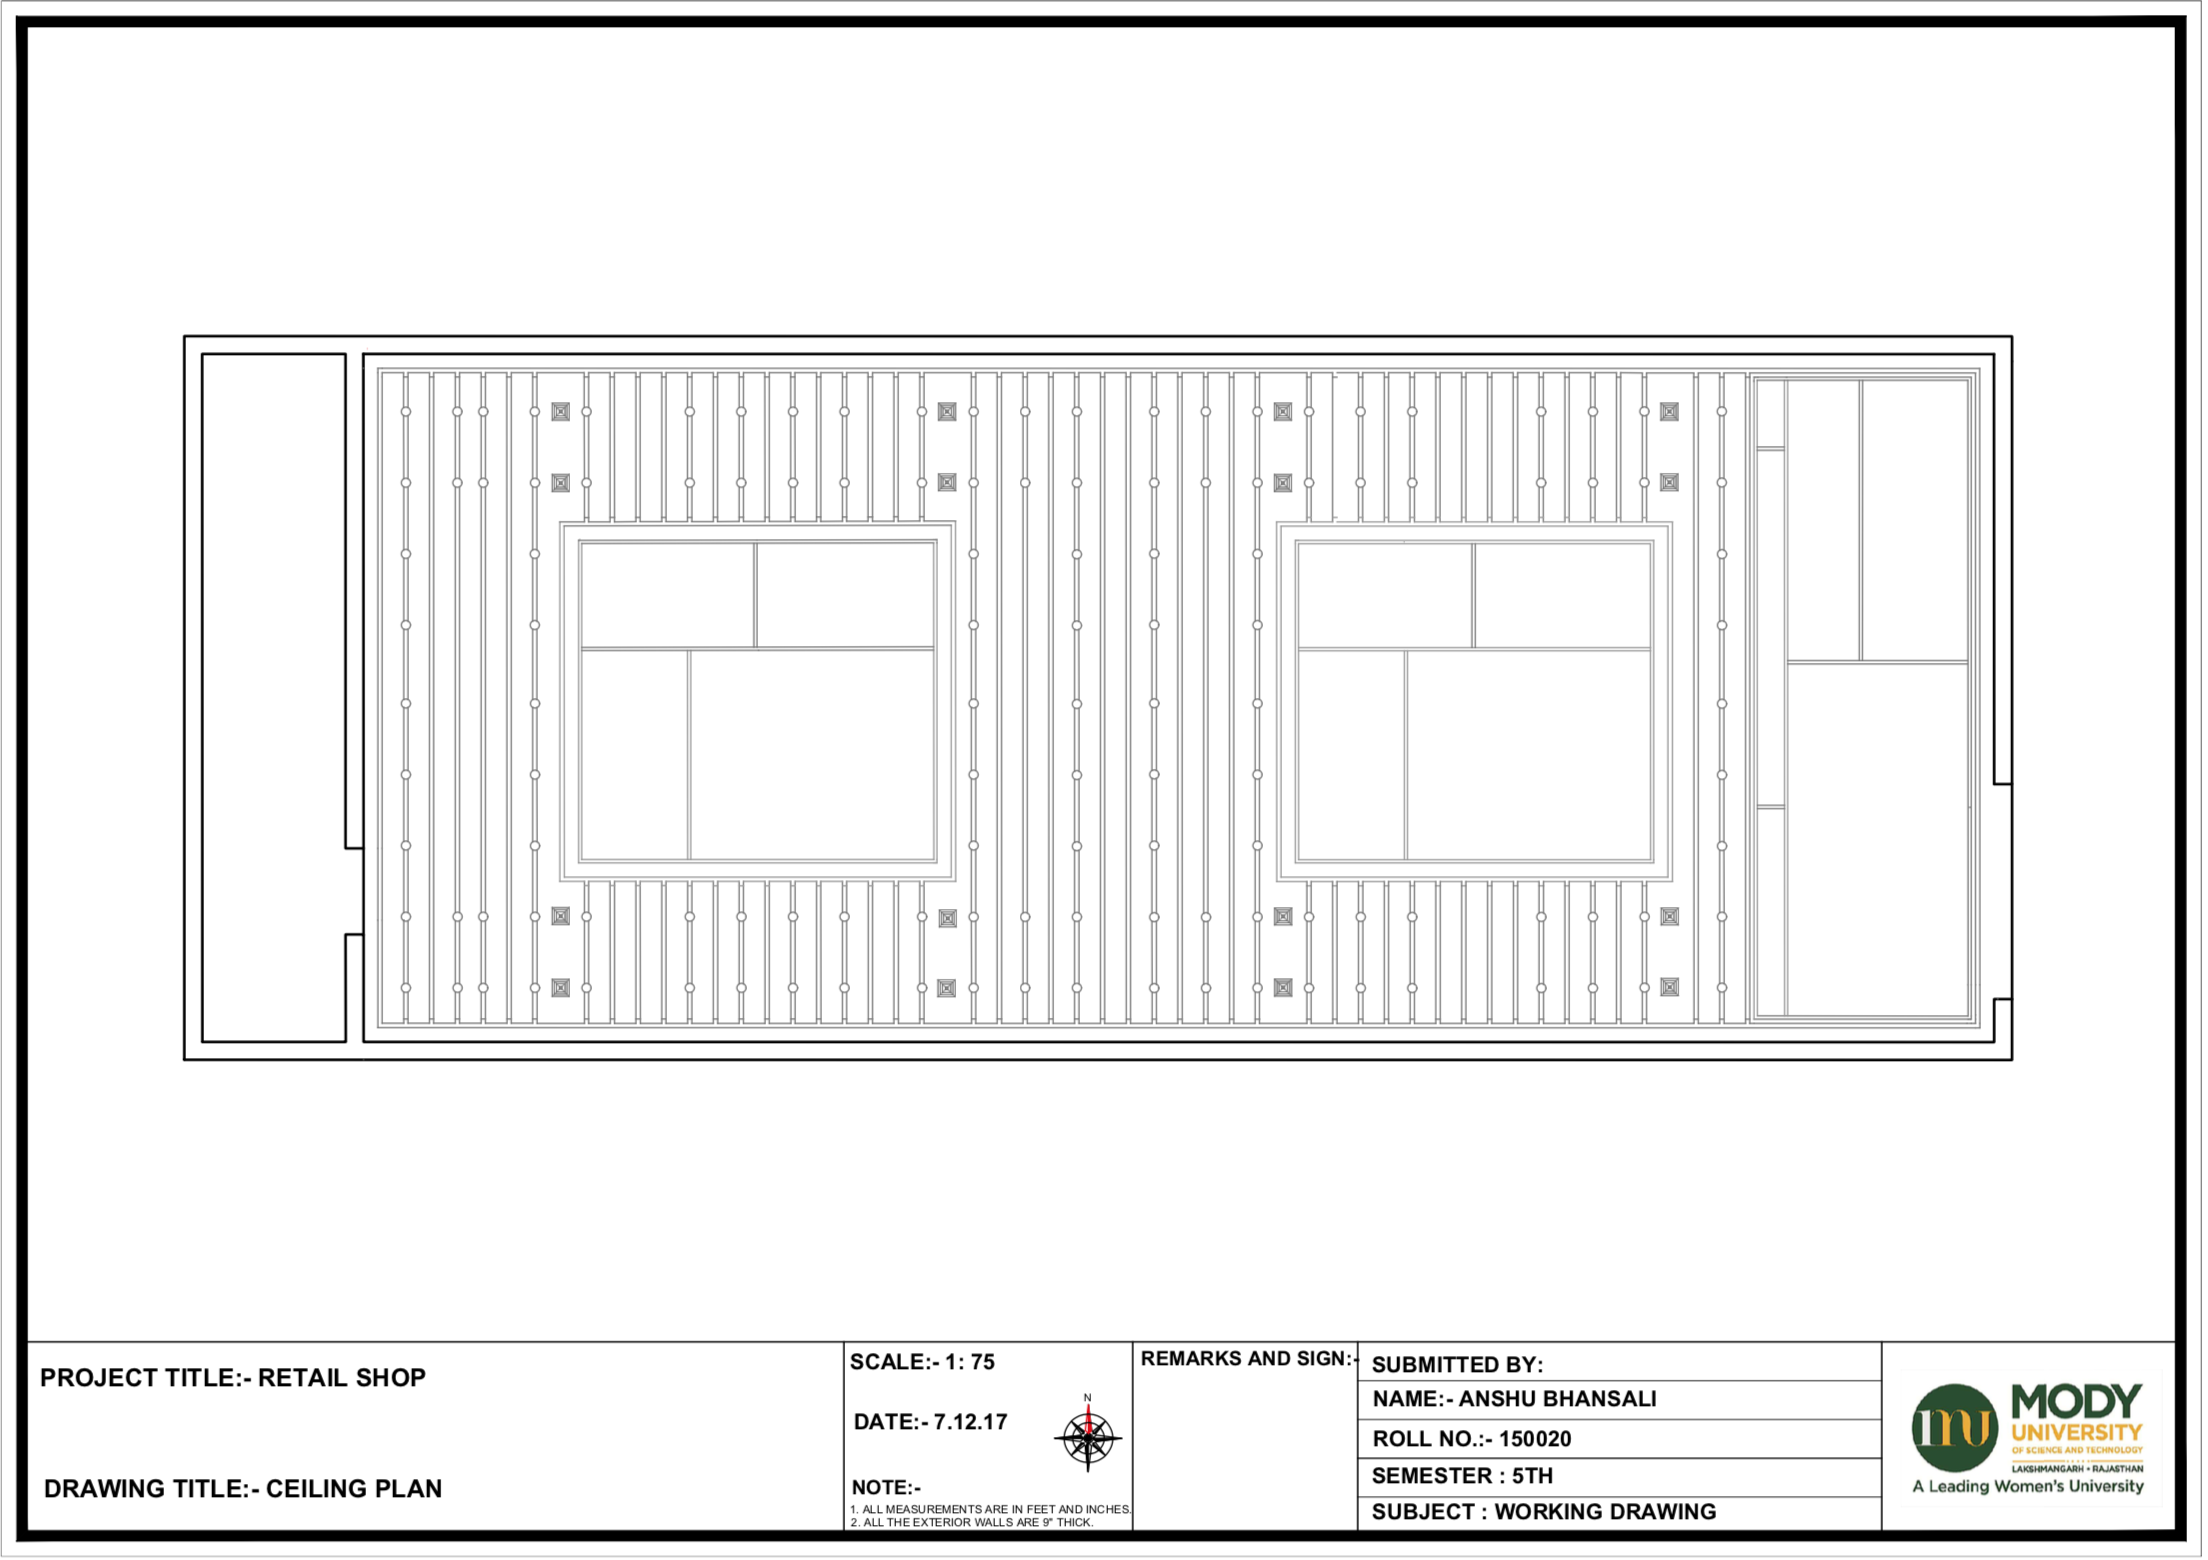 PROJECT TITLE:- RETAIL SHOP
DRAWING TITLE:- CEILING PLAN
SCALE:- 1: 75
DATE:- 7.12.17
N
NOTE:-
1. ALL MEASUREMENTS ARE IN FEET AND INCHES.
2. ALL THE EXTERIOR WALLS ARE 9" THICK.
REMARKS AND SIGN:-
SUBMITTED BY:
NAME:- ANSHU BHANSALI
ROLL NO.:- 150020
SEMESTER : 5TH
SUBJECT : WORKING DRAWING
mu
MODY
UNIVERSITY
OF SCIENCE AND TECHNOLOGY
LAKSHMANGARH • RAJASTHAN
A Leading Women's University